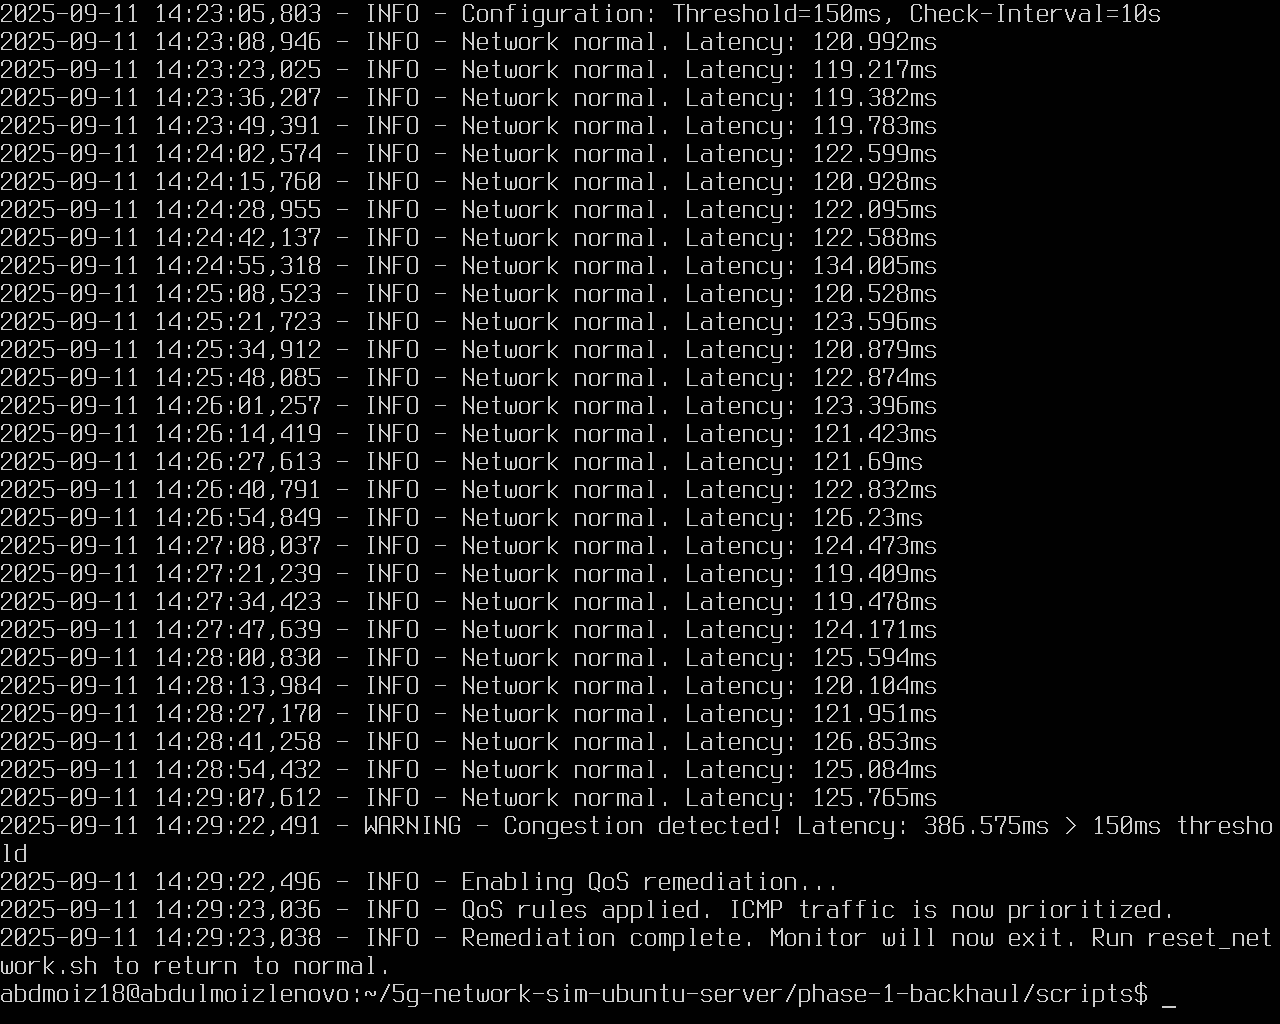 2025-09-11 14:23:05,803 - INFO - Configuration: Threshold=150ms, Check-Interval=10s
2025-09-11 14:23:08,946 - INFO - Network normal. Latency: 120.992ms
2025-09-11 14:23:23,025 - INFO - Network normal. Latency: 119.217ms
2025-09-11 14:23:36,207 - INFO - Network normal. Latency: 119.382ms
2025-09-11 14:23:49,391 - INFO - Network normal. Latency: 119.783ms
2025-09-11 14:24:02,574 - INFO - Network normal. Latency: 122.599ms
2025-09-11 14:24:15,760 - INFO - Network normal. Latency: 120.928ms
2025-09-11 14:24:28,955 - INFO - Network normal. Latency: 122.095ms
2025-09-11 14:24:42,137 - INFO - Network normal. Latency: 122.588ms
2025-09-11 14:24:55,318 - INFO - Network normal. Latency: 134.005ms
2025-09-11 14:25:08,523 - INFO - Network normal. Latency: 120.528ms
2025-09-11 14:25:21,723 - INFO - Network normal. Latency: 123.596ms
2025-09-11 14:25:34,912 - INFO - Network normal. Latency: 120.879ms
2025-09-11 14:25:48,085 - INFO - Network normal. Latency: 122.874ms
2025-09-11 14:26:01,257 - INFO - Network normal. Latency: 123.396ms
2025-09-11 14:26:14,419 - INFO - Network normal. Latency: 121.423ms
2025-09-11 14:26:27,613 - INFO - Network normal. Latency: 121.69ms
2025-09-11 14:26:40,791 - INFO - Network normal. Latency: 122.832ms
2025-09-11 14:26:54,849 - INFO - Network normal. Latency: 126.23ms
2025-09-11 14:27:08,037 - INFO - Network normal. Latency: 124.473ms
2025-09-11 14:27:21,239 - INFO - Network normal. Latency: 119.409ms
2025-09-11 14:27:34,423 - INFO - Network normal. Latency: 119.478ms
2025-09-11 14:27:47,639 - INFO - Network normal. Latency: 124.171ms
2025-09-11 14:28:00,830 - INFO - Network normal. Latency: 125.594ms
2025-09-11 14:28:13,984 - INFO - Network normal. Latency: 120.104ms
2025-09-11 14:28:27,170 - INFO - Network normal. Latency: 121.951ms
2025-09-11 14:28:41,258 - INFO - Network normal. Latency: 126.853ms
2025-09-11 14:28:54,432 - INFO - Network normal. Latency: 125.084ms
2025-09-11 14:29:07,612 - INFO - Network normal. Latency: 125.765ms
2025-09-11 14:29:22,491 - WARNING - Congestion detected! Latency: 386.575ms > 150ms thresho
ld
2025-09-11 14:29:22,496 - INFO - Enabling QoS remediation...
2025-09-11 14:29:23,036 - INFO - QoS rules applied. ICMP traffic is now prioritized.
2025-09-11 14:29:23,038 - INFO - Remediation complete. Monitor will now exit. Run reset_net
work.sh to return to normal.
abdmoiz18@abdulmoizlenovo:~/5g-network-sim-ubuntu-server/phase-1-backhaul/scripts$ _